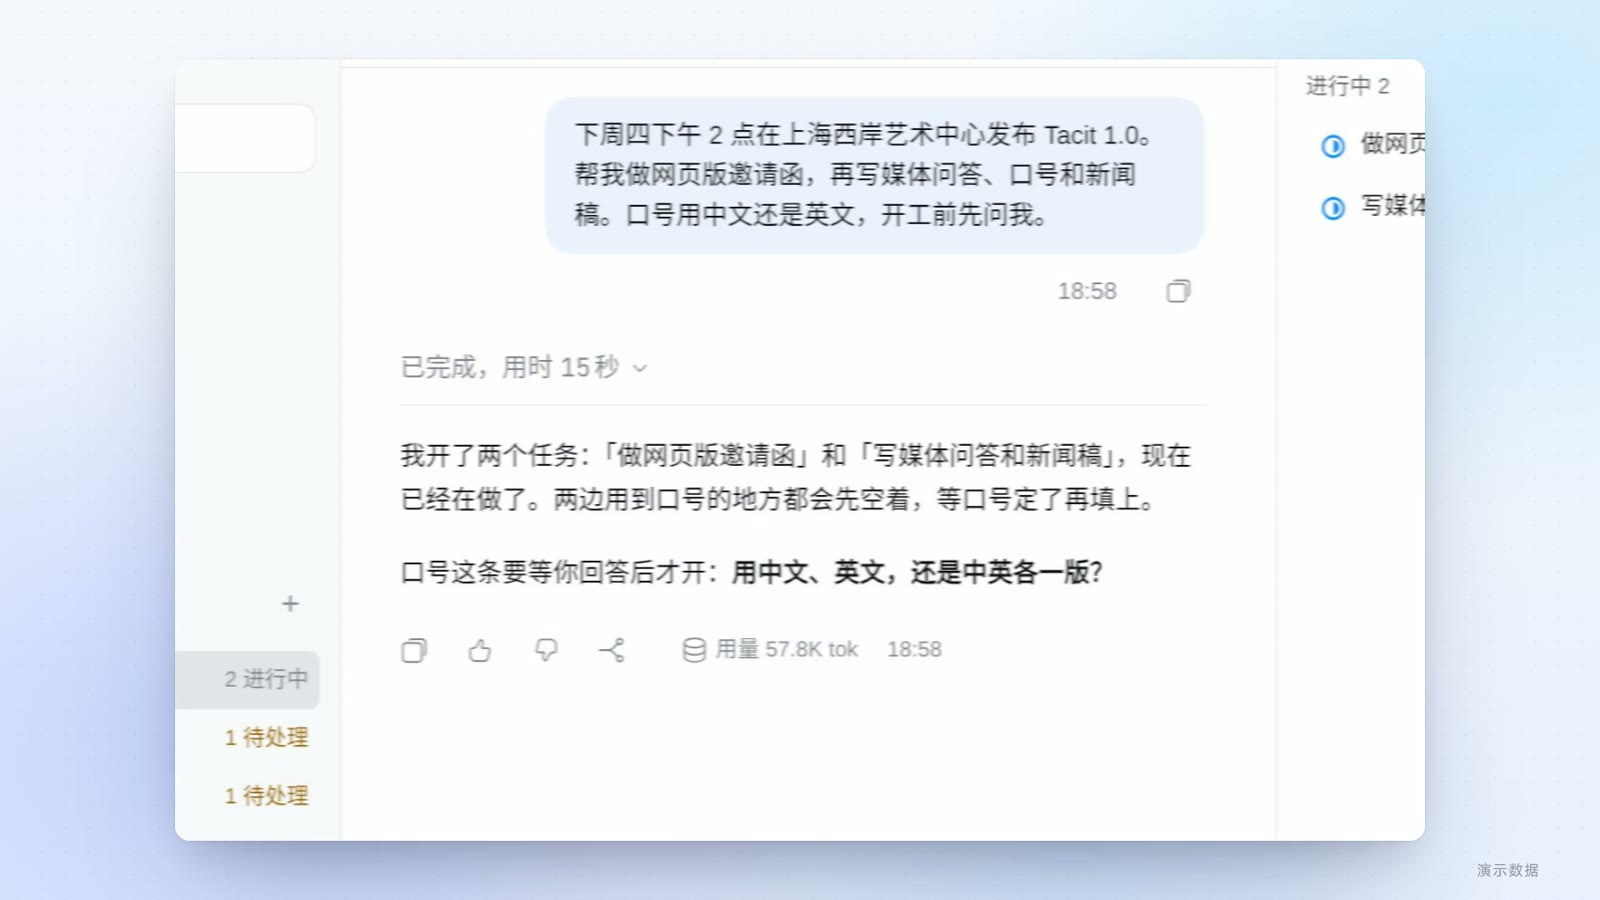 进行中 2
做网页
写媒体
下周四下午 2 点在上海西岸艺术中心发布 Tacit 1.0。
帮我做网页版邀请函，再写媒体问答、口号和新闻
稿。口号用中文还是英文，开工前先问我。
18:58
已完成，用时 15秒
我开了两个任务：「做网页版邀请函」和「写媒体问答和新闻稿」，现在
已经在做了。两边用到口号的地方都会先空着，等口号定了再填上。
口号这条要等你回答后才开：用中文、英文，还是中英各一版？
用量 57.8K tok 18:58
+
2 进行中
1 待处理
1 待处理
演示数据